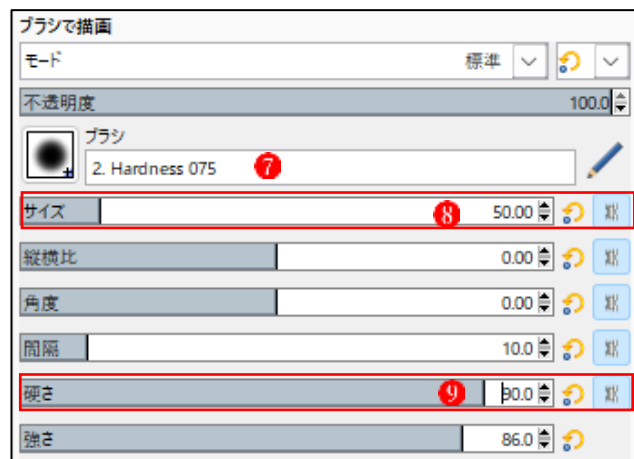 ブラシで描画
モード 標準
不透明度 100.0
ブラシ
2. Hardness 075 7
サイズ 8 50.00
縦横比 0.00
角度 0.00
間隔 10.0
硬さ 9 90.0
強さ 86.0